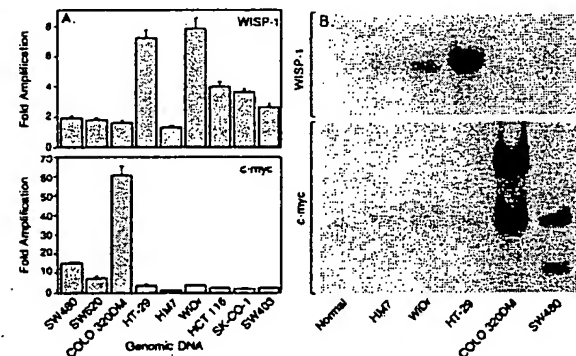 A.
WISP-1
Fold Amplification
8
6
4
2
0
c-myc
Fold Amplification
75
60
50
40
30
20
10
0
SW480
SW620
COLO 320DM
HT-29
HM7
WiDr
HCT 116
SK-CO-1
SW403
Genomic DNA
B.
WISP-1
c-myc
Normal
HM7
WiDr
HT-29
COLO 320DM
SW480